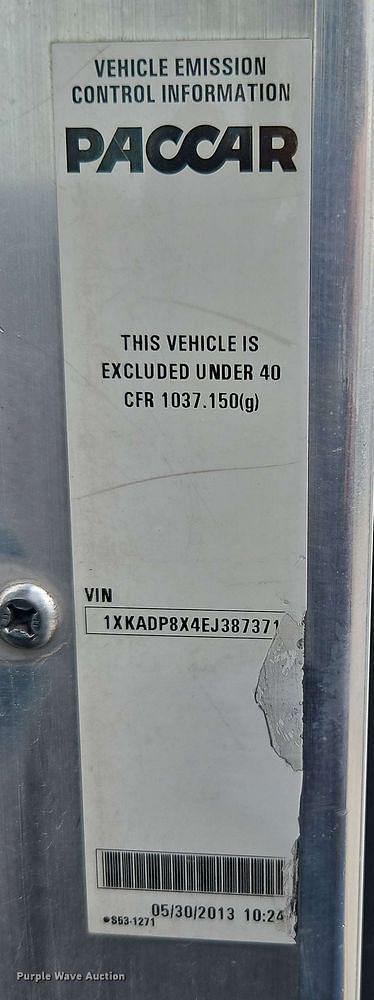 VEHICLE EMISSION
CONTROL INFORMATION
PACCAR
THIS VEHICLE IS
EXCLUDED UNDER 40
CFR 1037.150(g)
VIN
1XKADP8X4EJ387371
05/30/2013 10:24
S53-1271
Purple Wave Auction